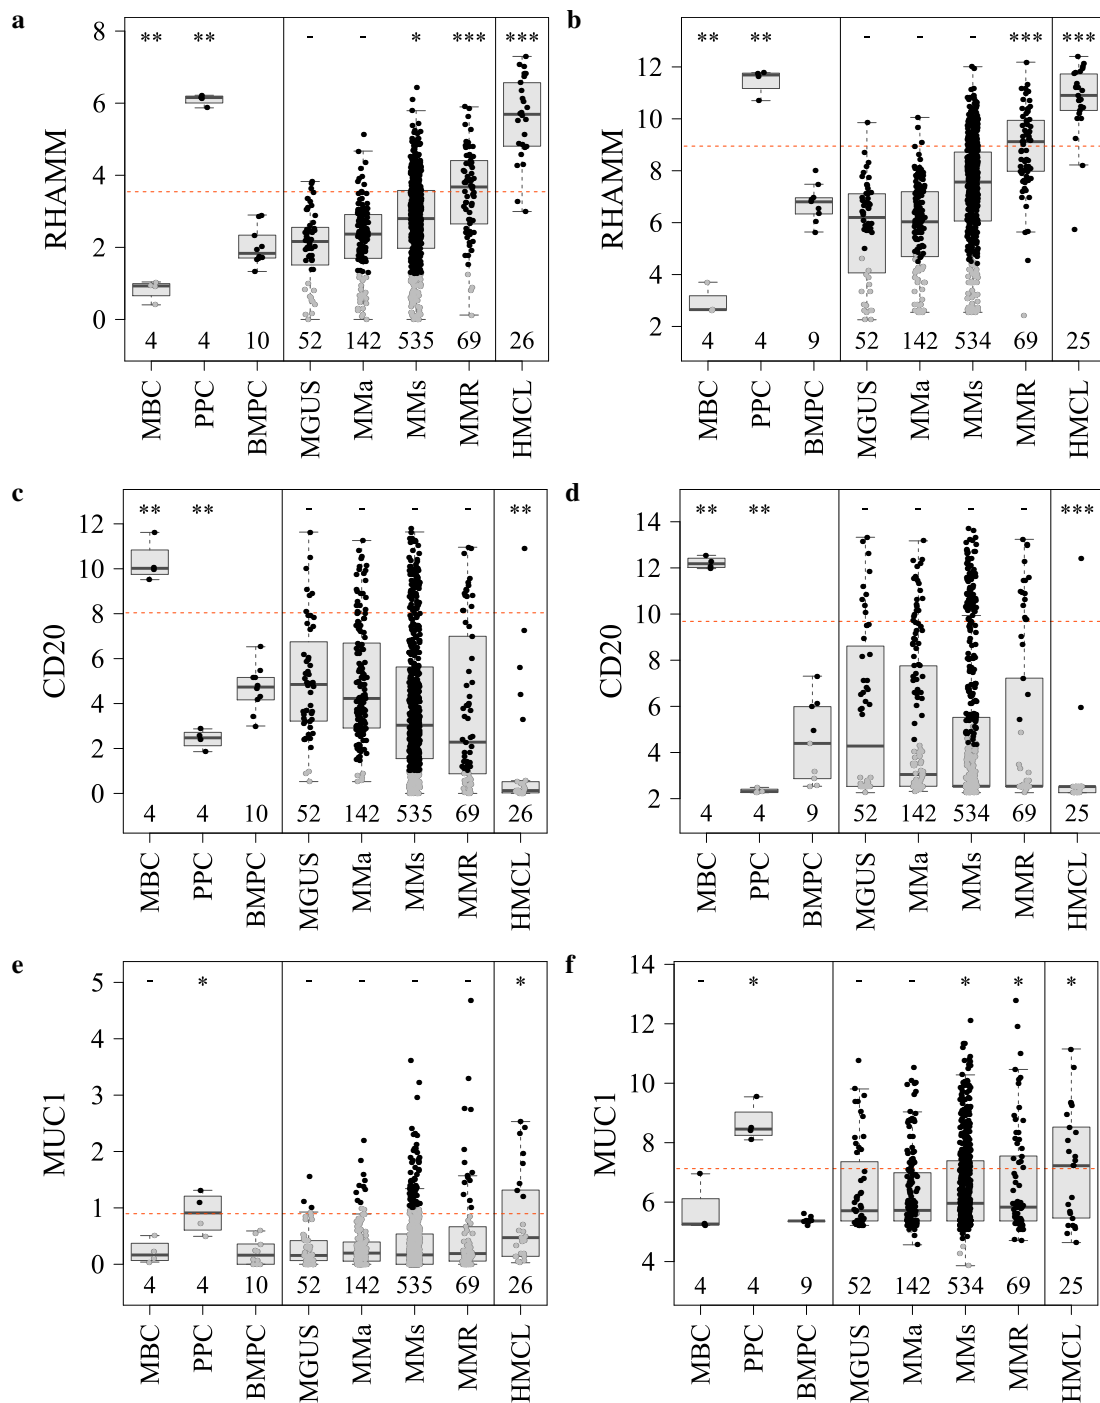 a
RHAMM
8
6
4
2
0
** ** - - * *** ***
4 4 10 52 142 535 69 26
MBC PPC BMPC MGUS MMa MMs MMR HMCL
b
RHAMM
12
10
8
6
4
2
** ** - - - *** ***
4 4 9 52 142 534 69 25
MBC PPC BMPC MGUS MMa MMs MMR HMCL
c
CD20
12
10
8
6
4
2
0
** ** - - - - **
4 4 10 52 142 535 69 26
MBC PPC BMPC MGUS MMa MMs MMR HMCL
d
CD20
14
12
10
8
6
4
2
** ** - - - - ***
4 4 9 52 142 534 69 25
MBC PPC BMPC MGUS MMa MMs MMR HMCL
e
MUC1
5
4
3
2
1
0
- * - - - - *
4 4 10 52 142 535 69 26
MBC PPC BMPC MGUS MMa MMs MMR HMCL
f
MUC1
14
12
10
8
6
4
- * - - * * *
4 4 9 52 142 534 69 25
MBC PPC BMPC MGUS MMa MMs MMR HMCL